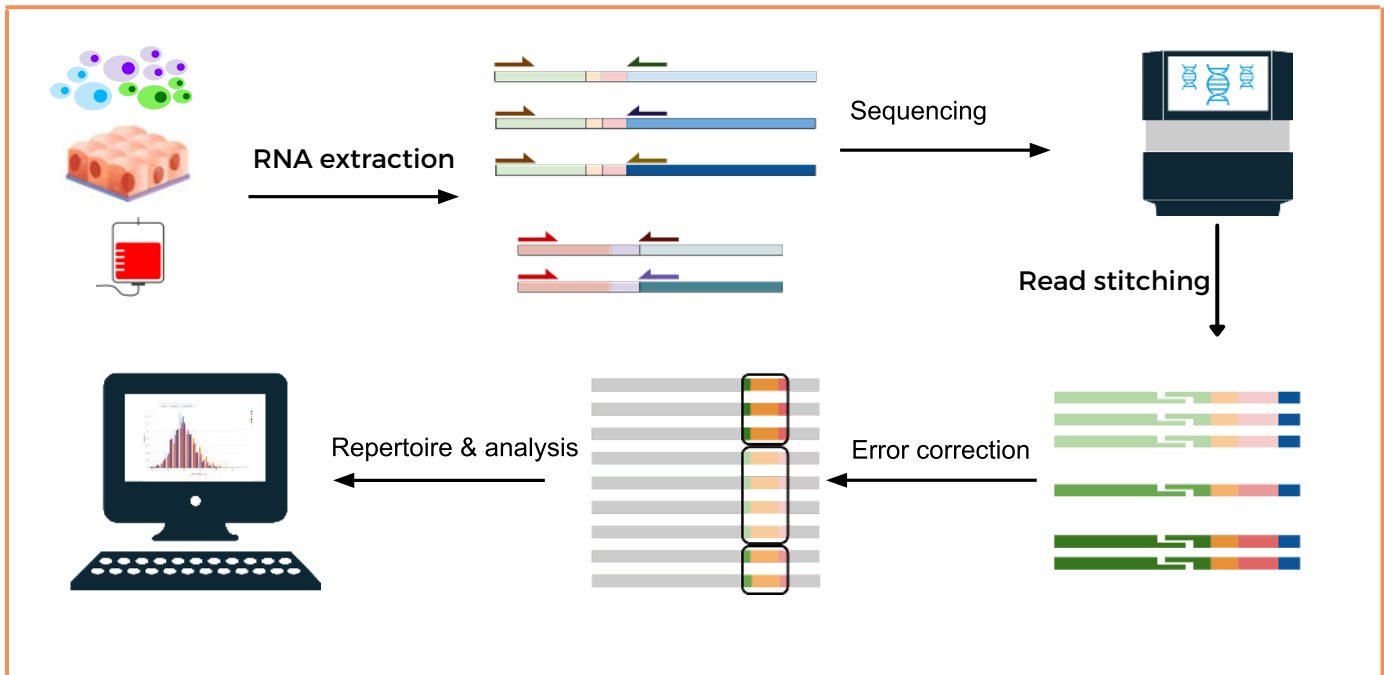 RNA extraction
Sequencing
Read stitching
Error correction
Repertoire & analysis